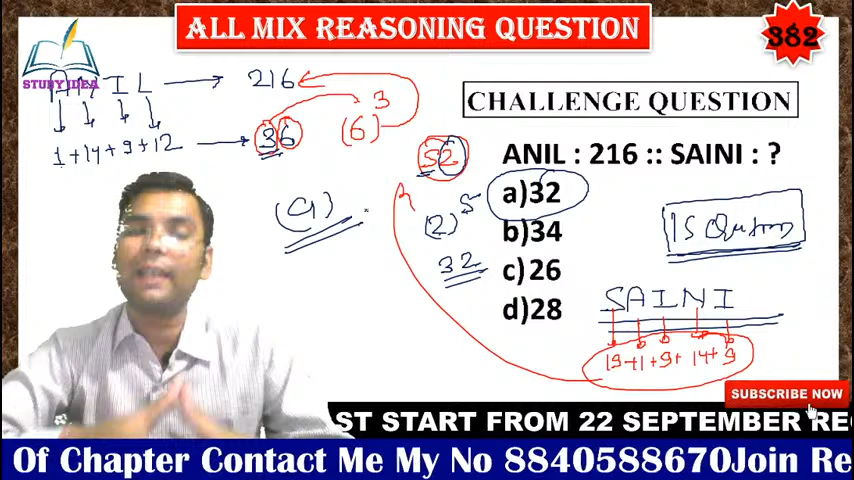 ALL MIX REASONING QUESTION
382
STUDY IDEA
A N I L → 216
1+14+9+12 → 36
(6)3
52
CHALLENGE QUESTION
ANIL : 216 :: SAINI : ?
a)32
b)34
c)26
d)28
(2)5
32
(a)
15 Question
SAINI
19+1+9+14+9
SUBSCRIBE NOW
ST START FROM 22 SEPTEMBER RE
Of Chapter Contact Me My No 8840588670Join Re